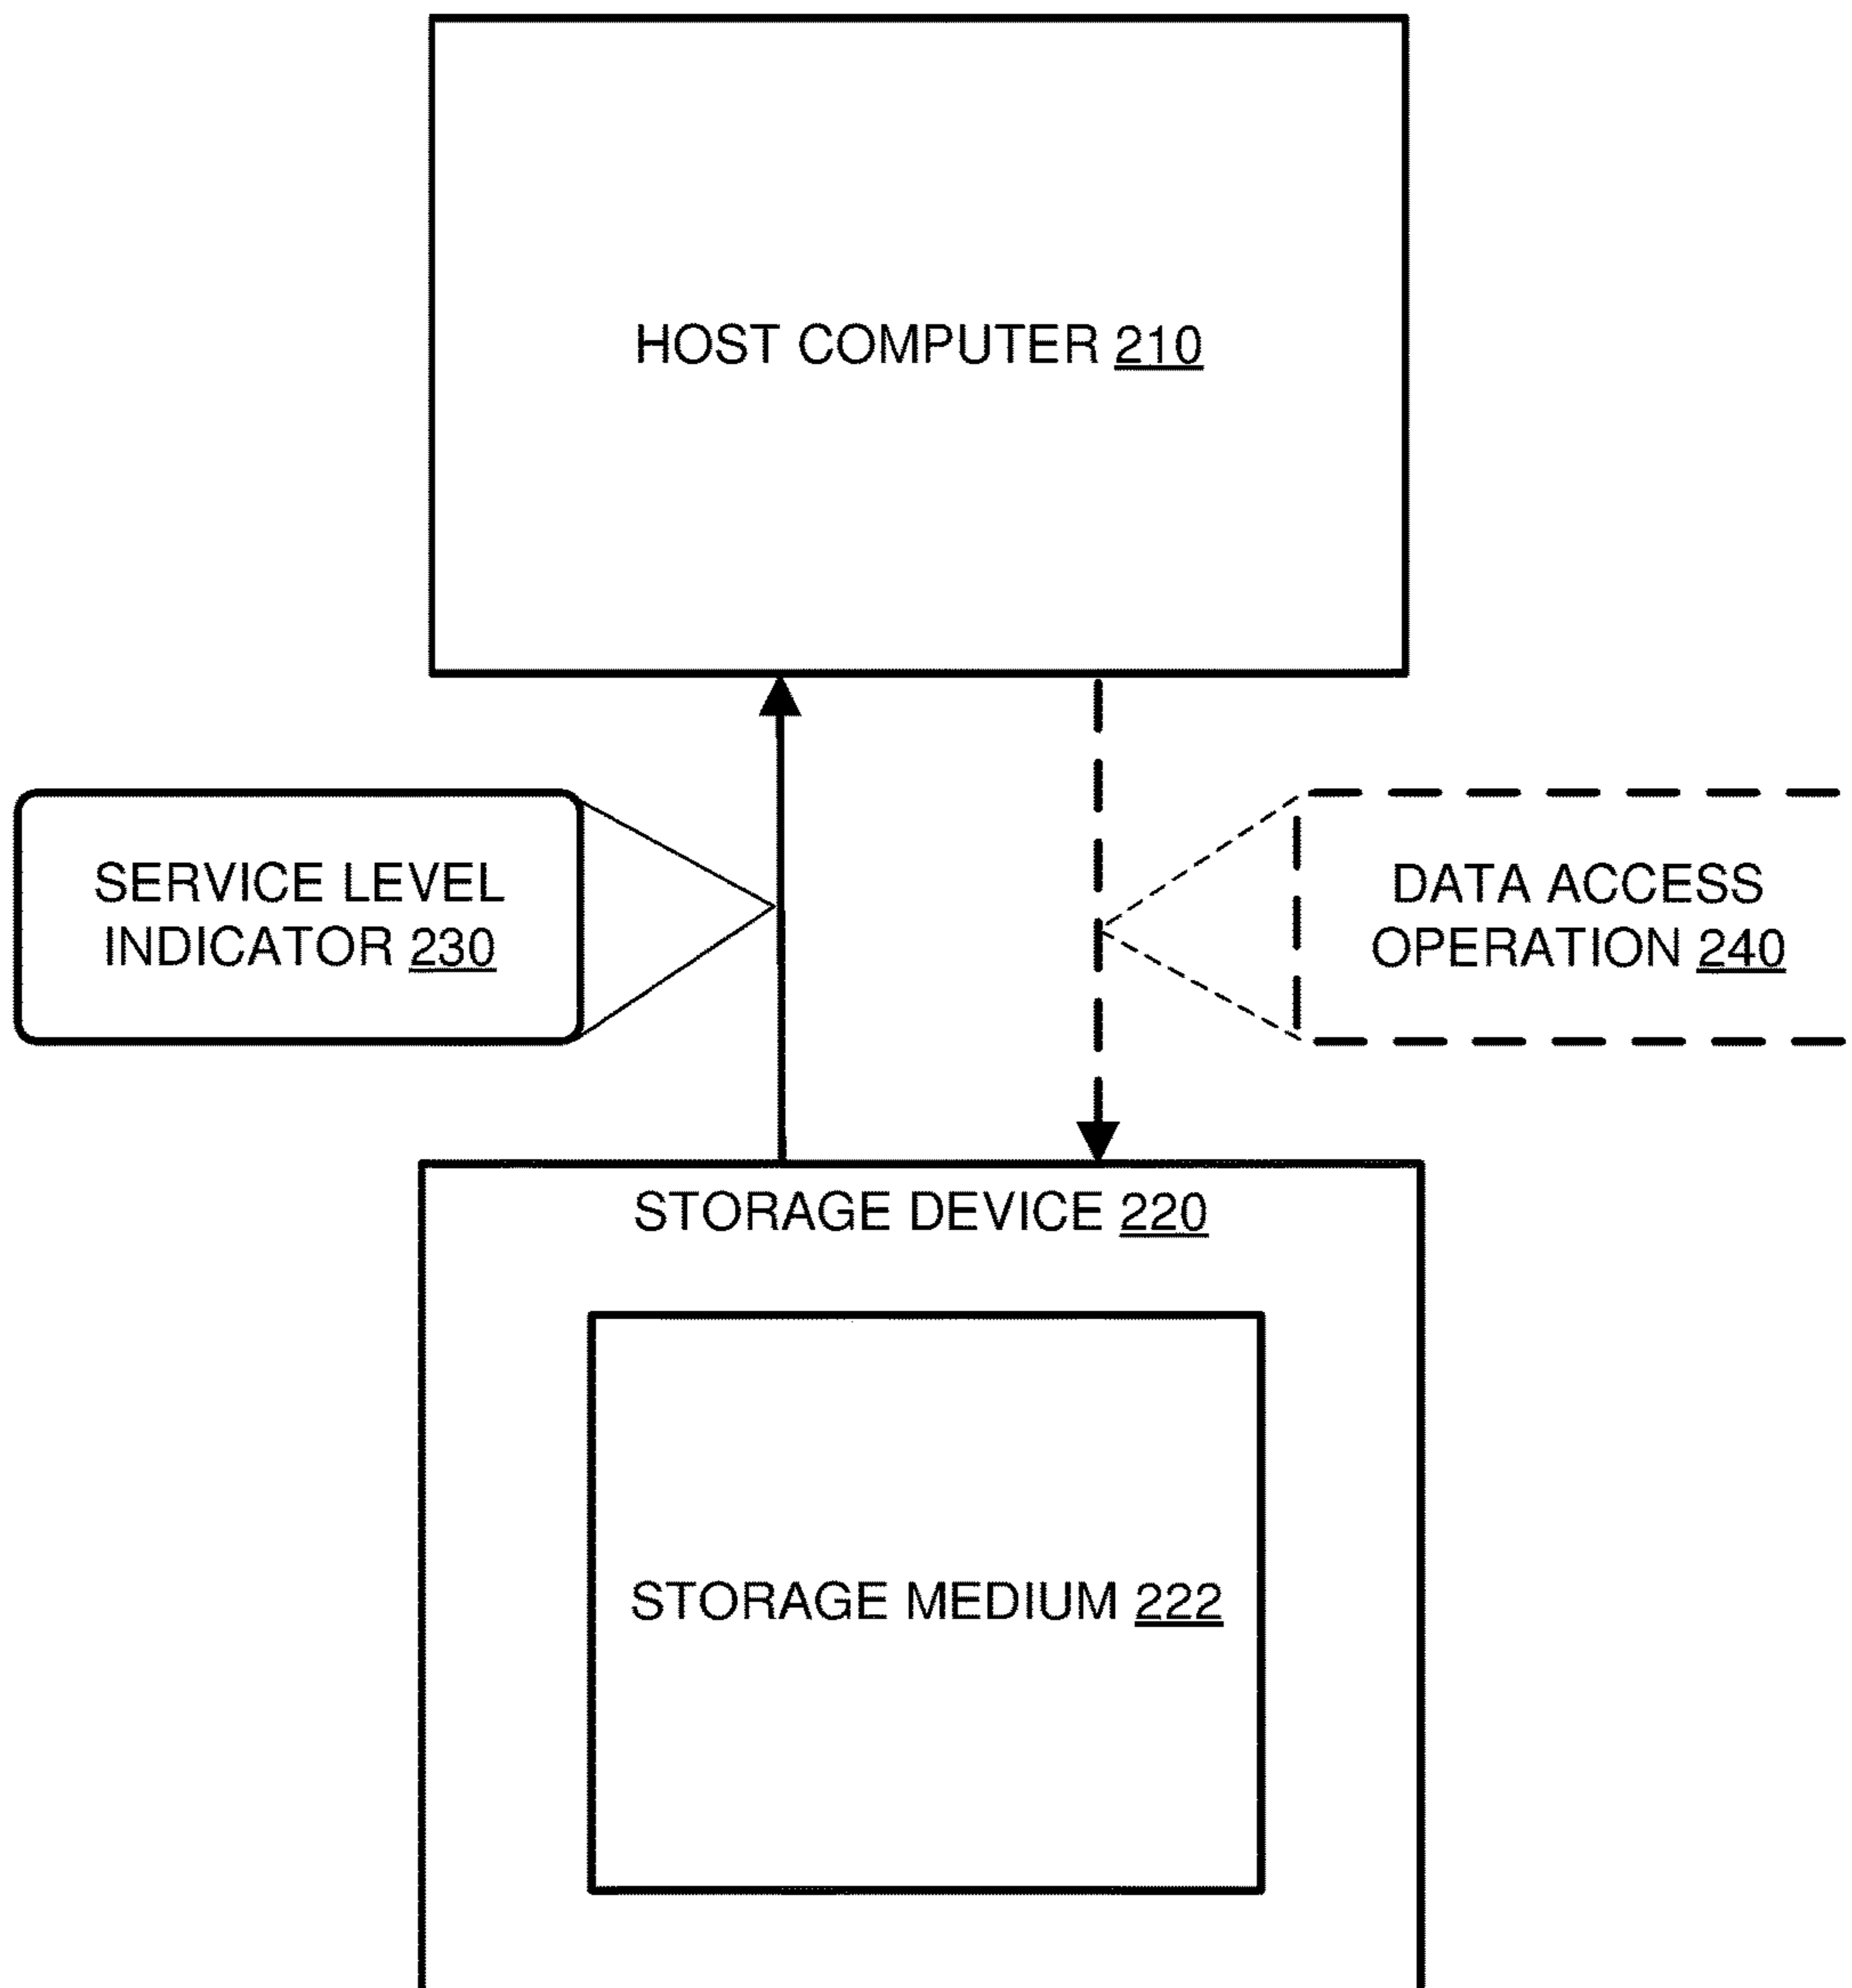 HOST COMPUTER 210
SERVICE LEVEL
INDICATOR 230
DATA ACCESS
OPERATION 240
STORAGE DEVICE 220
STORAGE MEDIUM 222